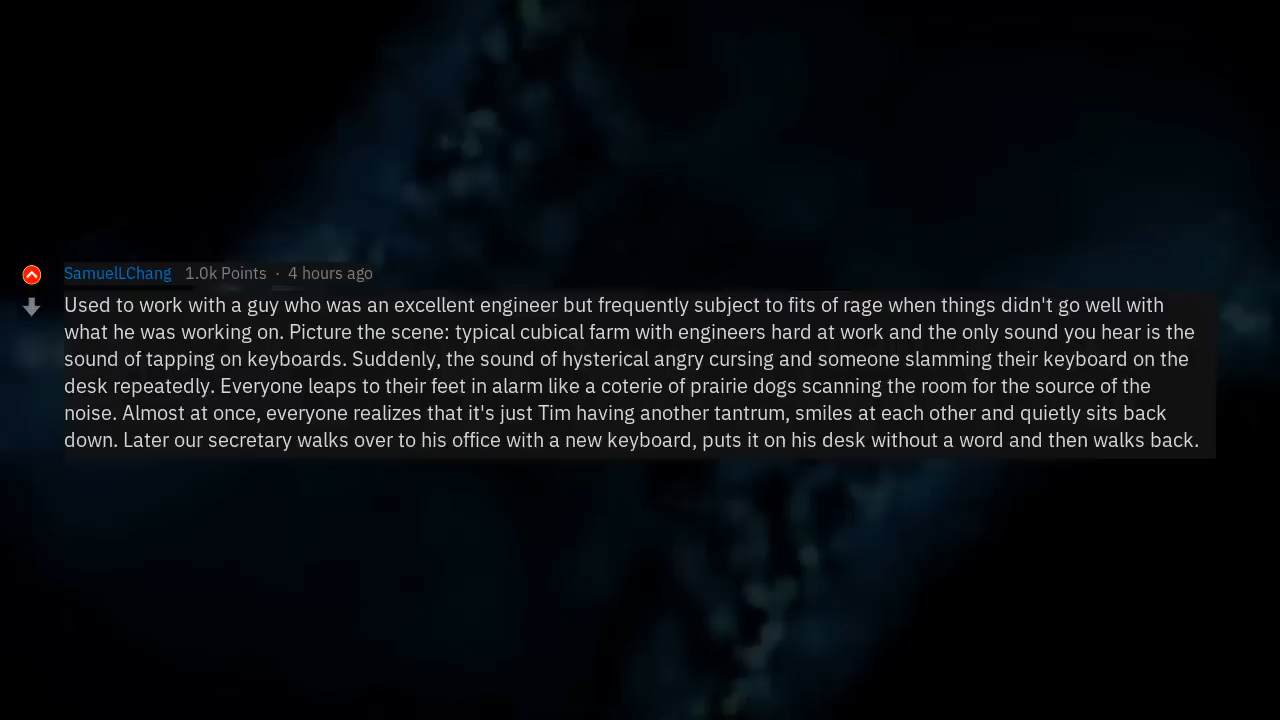 SamuelLChang 1.0k Points · 4 hours ago
Used to work with a guy who was an excellent engineer but frequently subject to fits of rage when things didn't go well with
what he was working on. Picture the scene: typical cubical farm with engineers hard at work and the only sound you hear is the
sound of tapping on keyboards. Suddenly, the sound of hysterical angry cursing and someone slamming their keyboard on the
desk repeatedly. Everyone leaps to their feet in alarm like a coterie of prairie dogs scanning the room for the source of the
noise. Almost at once, everyone realizes that it's just Tim having another tantrum, smiles at each other and quietly sits back
down. Later our secretary walks over to his office with a new keyboard, puts it on his desk without a word and then walks back.